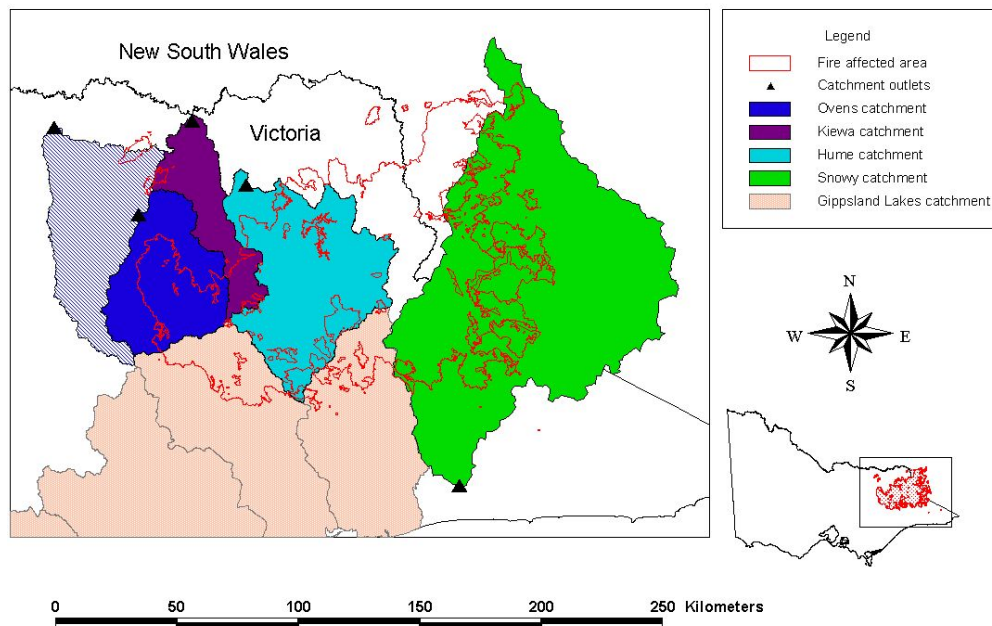 New South Wales
Victoria
Legend
Fire affected area
Catchment outlets
Ovens catchment
Kiewa catchment
Hume catchment
Snowy catchment
Gippsland Lakes catchment
N
W E
S
0 50 100 150 200 250 Kilometers